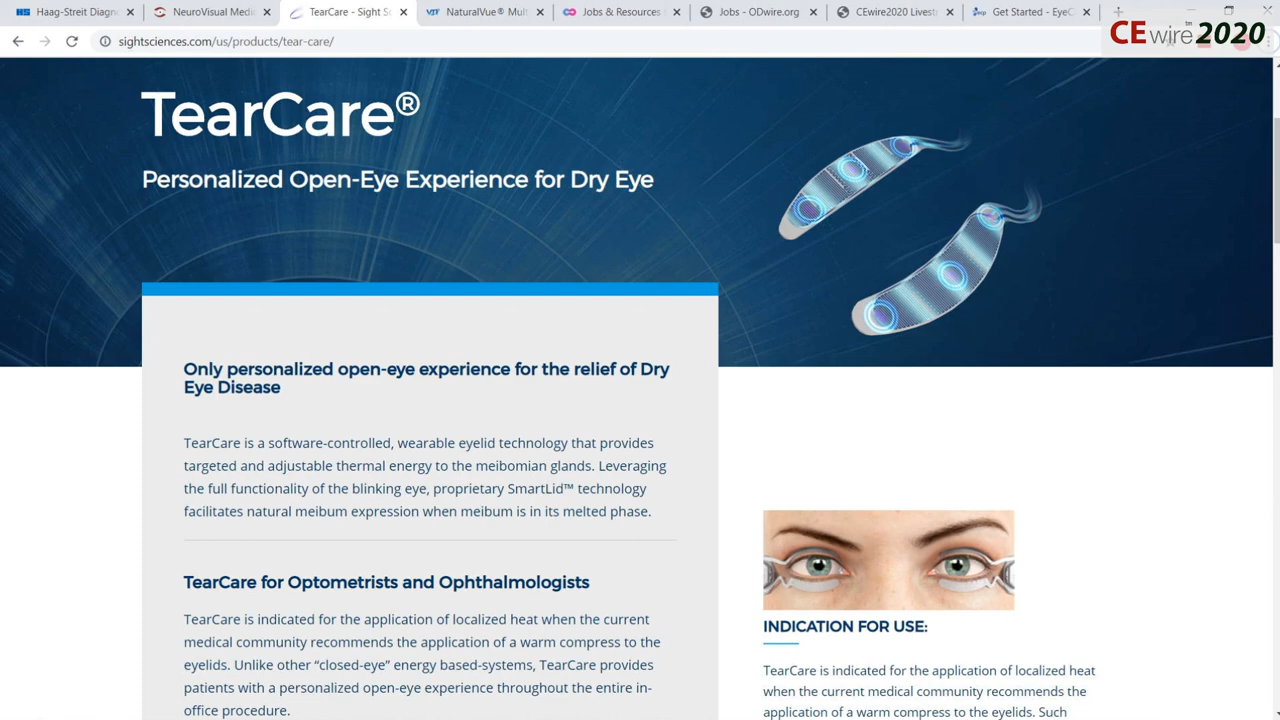 Haag-Streit Diagn
NeuroVisual Medic
TearCare - Sight Sc
NaturalVue® Mult
Jobs & Resources
Jobs - ODwire.org
CEwire2020 Livestr
Get Started - EyeC
CEwire™2020
sightsciences.com/us/products/tear-care/
TearCare®
Personalized Open-Eye Experience for Dry Eye
Only personalized open-eye experience for the relief of Dry
Eye Disease
TearCare is a software-controlled, wearable eyelid technology that provides
targeted and adjustable thermal energy to the meibomian glands. Leveraging
the full functionality of the blinking eye, proprietary SmartLid™ technology
facilitates natural meibum expression when meibum is in its melted phase.
TearCare for Optometrists and Ophthalmologists
TearCare is indicated for the application of localized heat when the current
medical community recommends the application of a warm compress to the
eyelids. Unlike other “closed-eye” energy based-systems, TearCare provides
patients with a personalized open-eye experience throughout the entire in-
office procedure.
INDICATION FOR USE:
TearCare is indicated for the application of localized heat
when the current medical community recommends the
application of a warm compress to the eyelids. Such